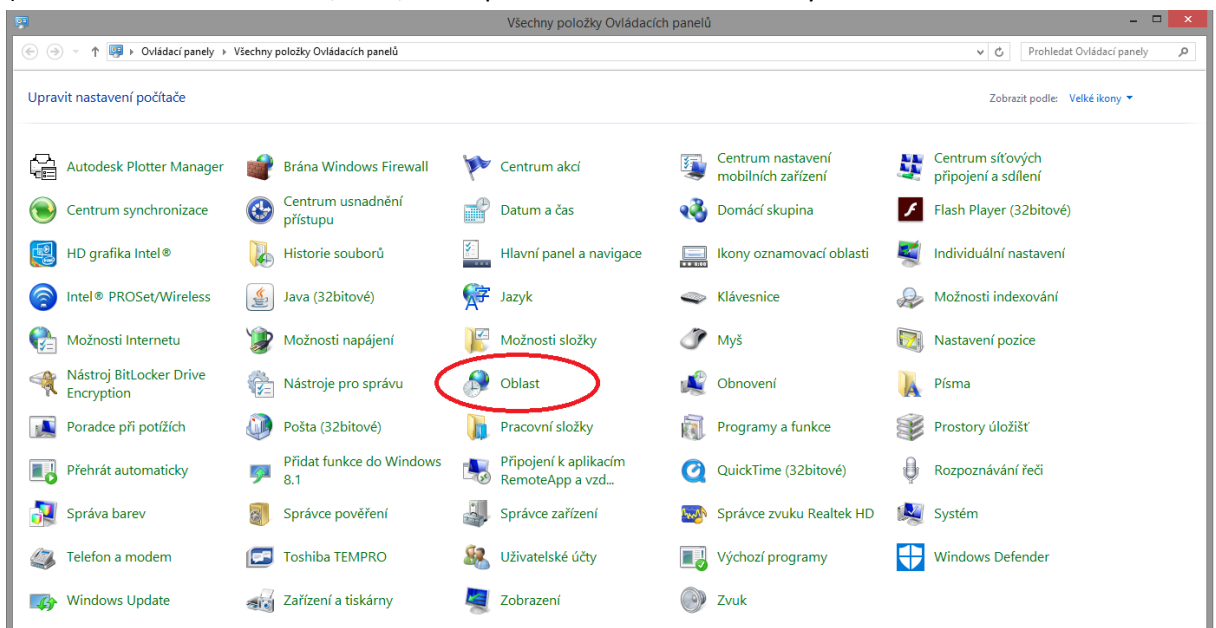 Všechny položky Ovládacích panelů
Ovládací panely
Všechny položky Ovládacích panelů
Prohledat Ovládací panely
Upravit nastavení počítače
Zobrazit podle:
Velké ikony
Autodesk Plotter Manager
Brána Windows Firewall
Centrum akcí
Centrum nastavení
mobilních zařízení
Centrum síťových
připojení a sdílení
Centrum synchronizace
Centrum usnadnění
přístupu
Datum a čas
Domácí skupina
Flash Player (32bitové)
HD grafika Intel®
Historie souborů
Hlavní panel a navigace
Ikony oznamovací oblasti
Individuální nastavení
Intel® PROSet/Wireless
Java (32bitové)
Jazyk
Klávesnice
Možnosti indexování
Možnosti Internetu
Možnosti napájení
Možnosti složky
Myš
Nastavení pozice
Nástroj BitLocker Drive
Encryption
Nástroje pro správu
Oblast
Obnovení
Písma
Poradce při potížích
Pošta (32bitové)
Pracovní složky
Programy a funkce
Prostory úložišť
Přehrát automaticky
Přidat funkce do Windows
8.1
Připojení k aplikacím
RemoteApp a vzd...
QuickTime (32bitové)
Rozpoznávání řeči
Správa barev
Správce pověření
Správce zařízení
Správce zvuku Realtek HD
Systém
Telefon a modem
Toshiba TEMPRO
Uživatelské účty
Výchozí programy
Windows Defender
Windows Update
Zařízení a tiskárny
Zobrazení
Zvuk